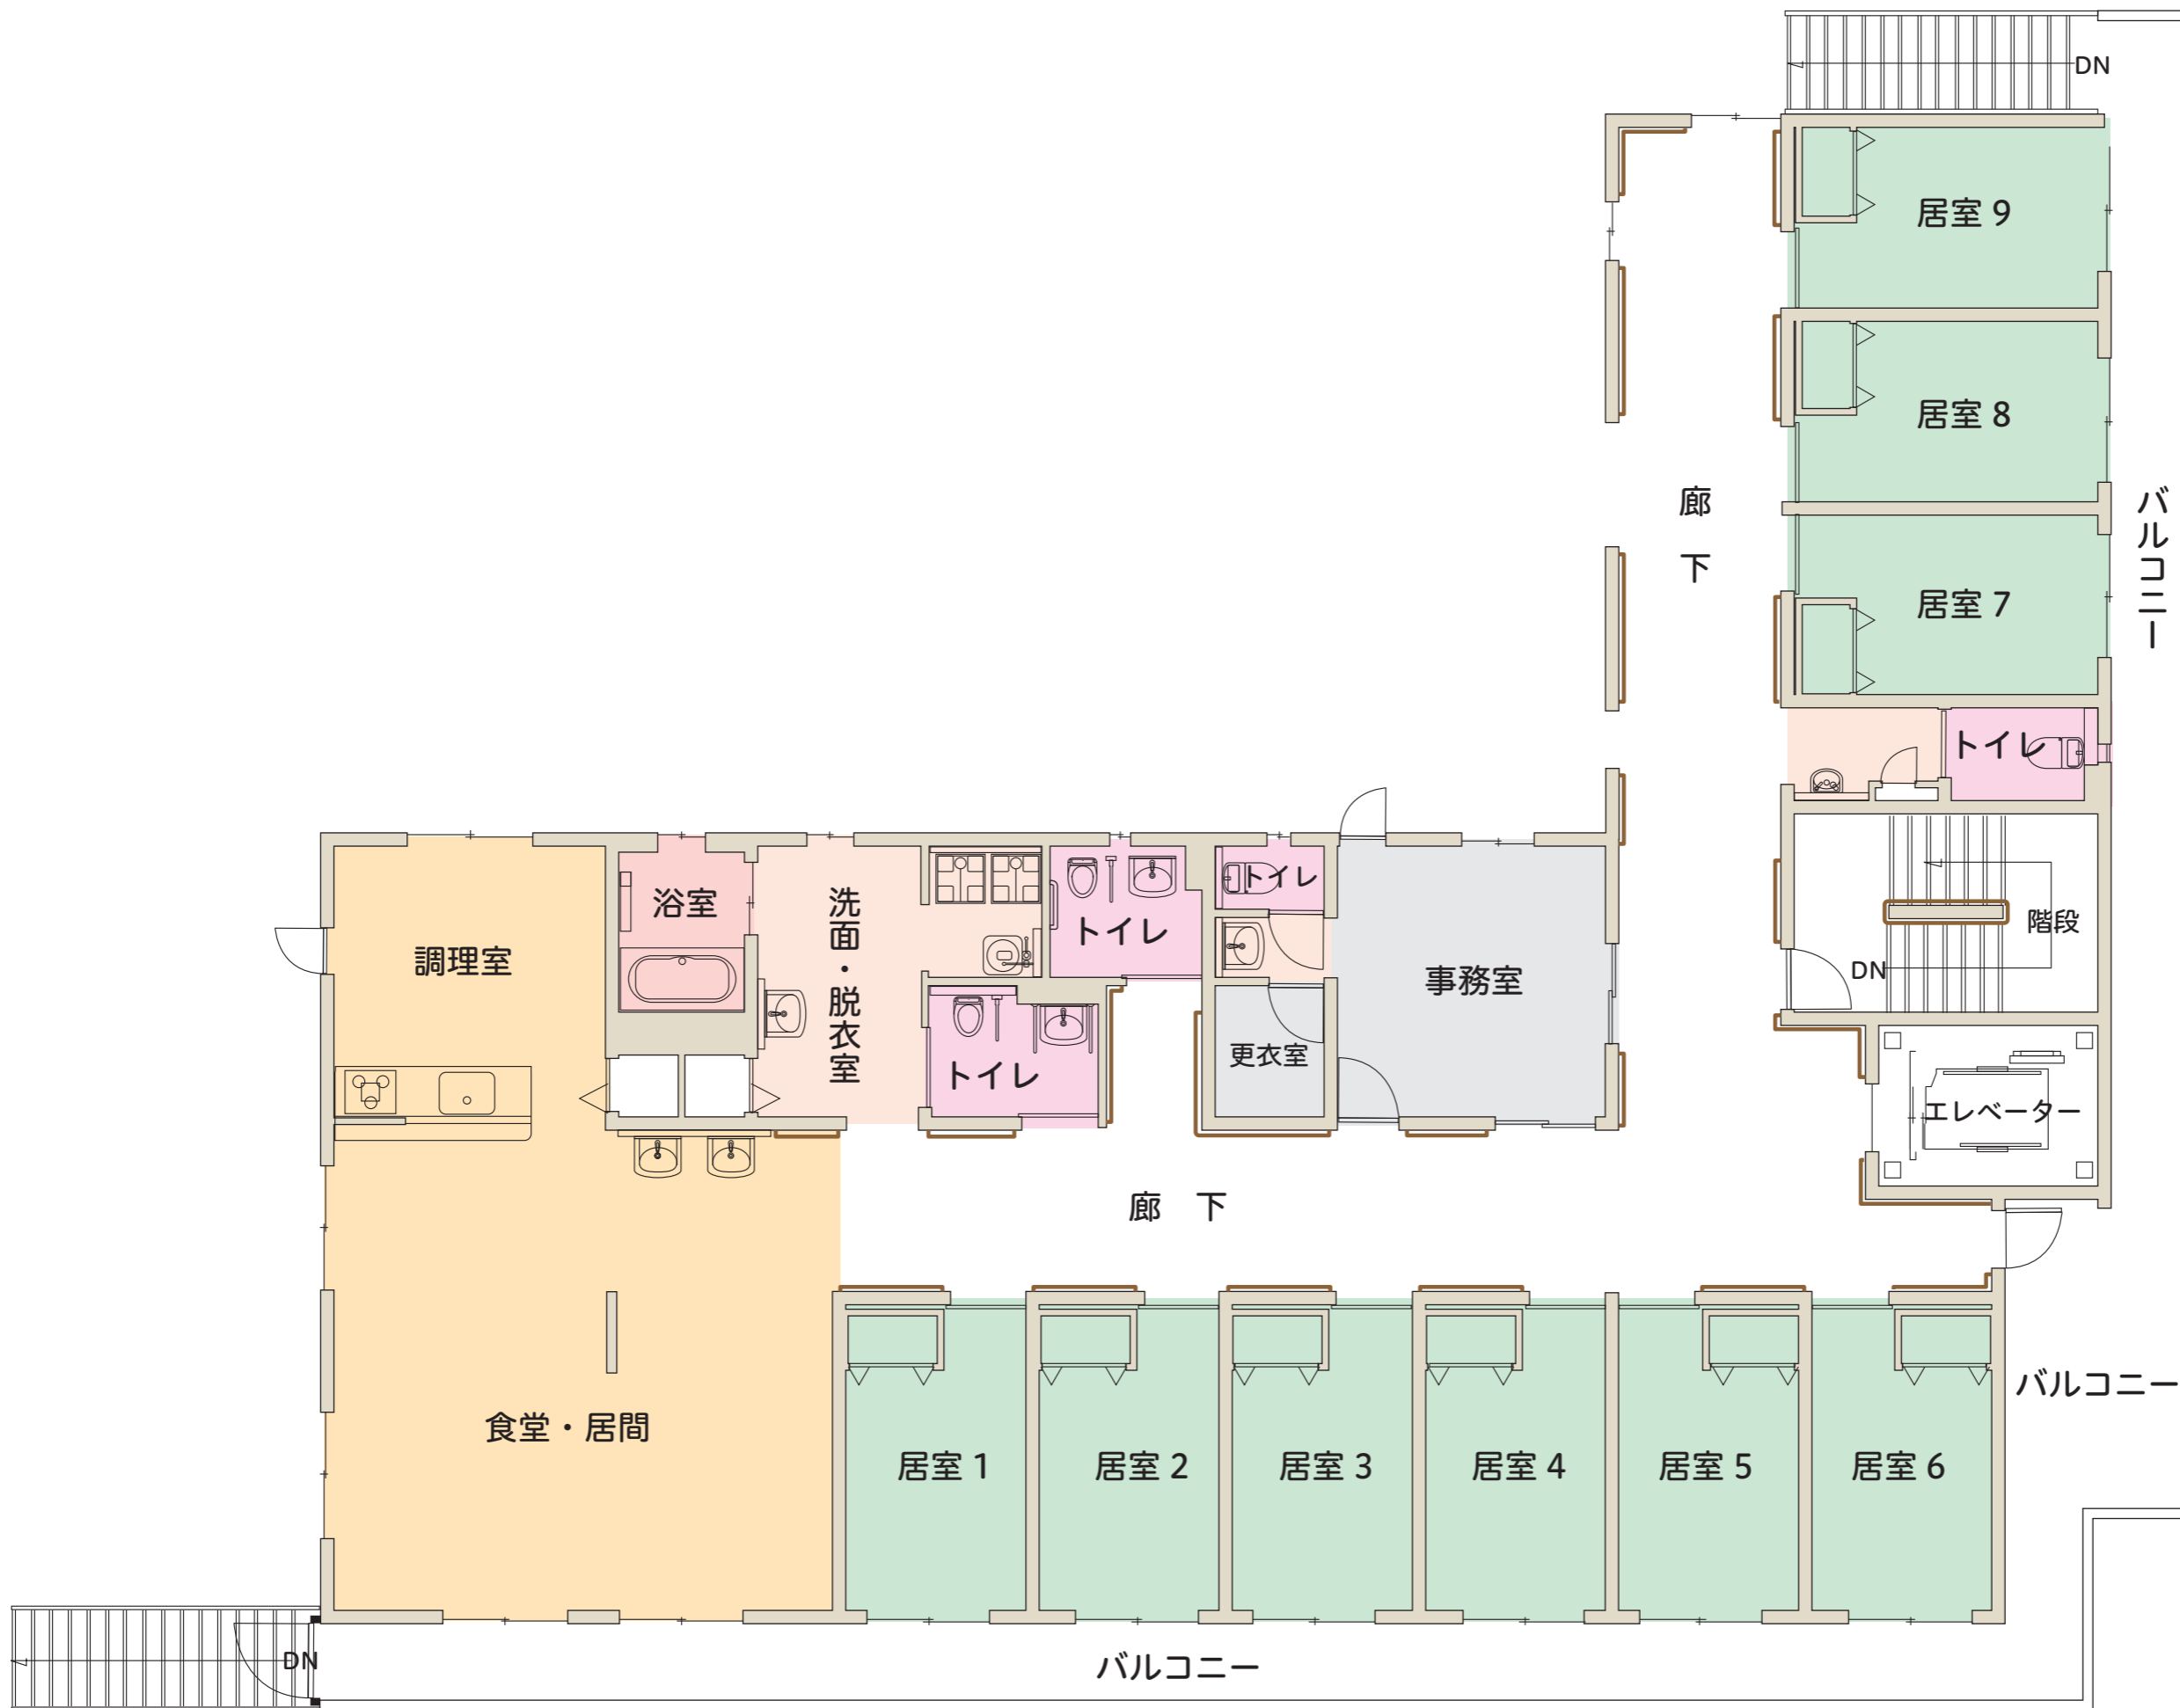 DN
居室 9
居室 8
廊下
バルコニー
居室 7
トイレ
浴室
洗面・脱衣室
トイレ
トイレ
階段
調理室
事務室
DN
更衣室
トイレ
エレベーター
廊 下
バルコニー
食堂・居間
居室 1
居室 2
居室 3
居室 4
居室 5
居室 6
DN
バルコニー